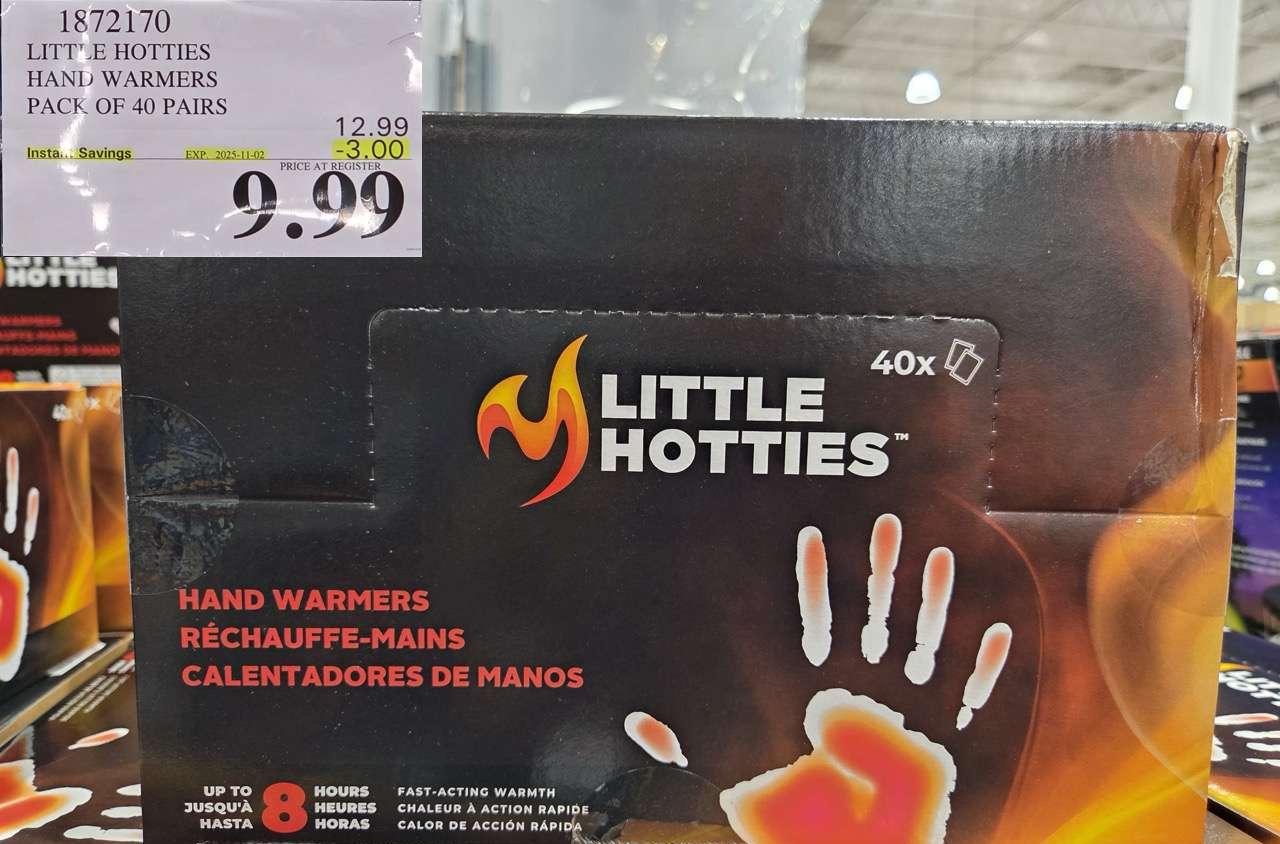 1872170
LITTLE HOTTIES
HAND WARMERS
PACK OF 40 PAIRS
12.99
Instant Savings EXP. 2025-11-02 -3.00
PRICE AT REGISTER
9.99
HOTTIES
40x
LITTLE
HOTTIES™
HAND WARMERS
RÉCHAUFFE-MAINS
CALENTADORES DE MANOS
UP TO 8 HOURS
JUSQU'À HEURES
HASTA HORAS
FAST-ACTING WARMTH
CHALEUR À ACTION RAPIDE
CALOR DE ACCIÓN RÁPIDA